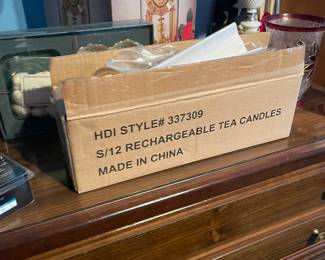 HDI STYLE# 337309
S/12 RECHARGEABLE TEA CANDLES
MADE IN CHINA